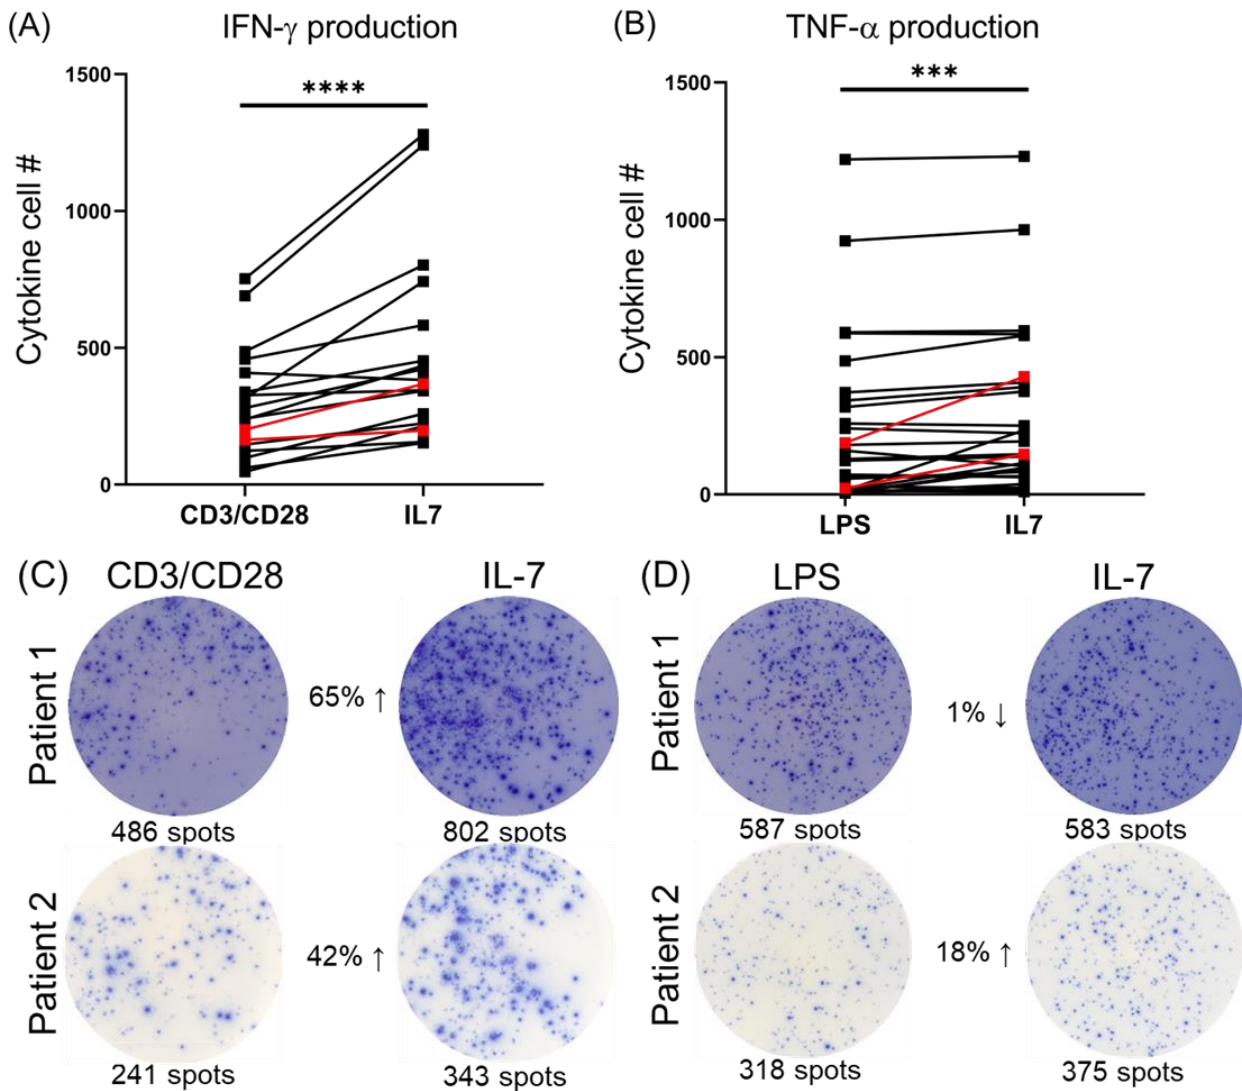 (A) IFN-γ production
****
1500
1000
500
0
Cytokine cell #
CD3/CD28 IL7
(B) TNF-α production
***
1500
1000
500
0
Cytokine cell #
LPS IL7
(C) CD3/CD28 IL-7
Patient 1
65% ↑
486 spots 802 spots
Patient 2
42% ↑
241 spots 343 spots
(D) LPS IL-7
Patient 1
1% ↓
587 spots 583 spots
Patient 2
18% ↑
318 spots 375 spots